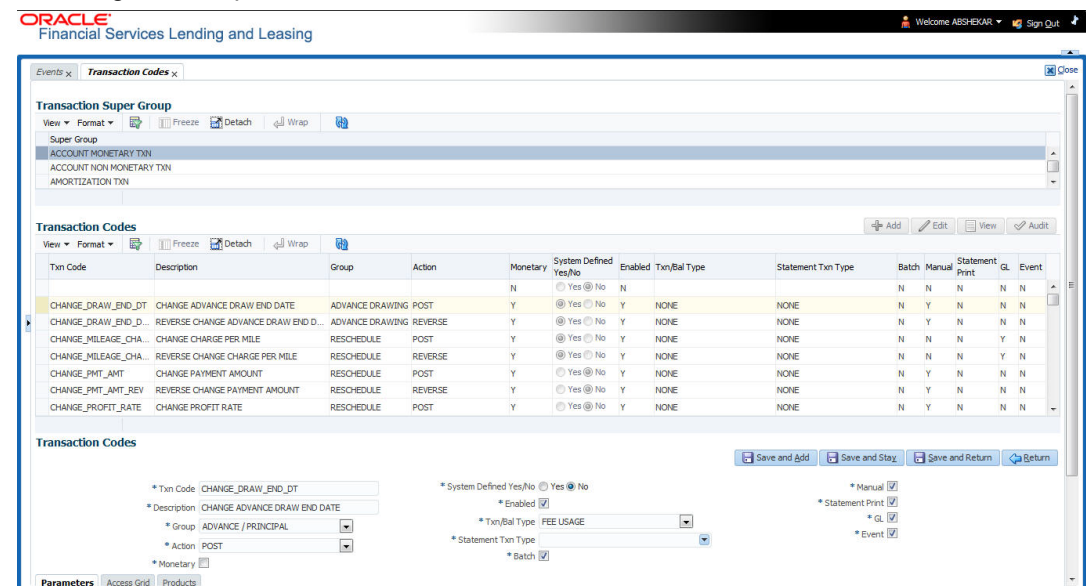 ORACLE
Financial Services Lending and Leasing
Welcome ABSHEKAR
Sign Out
Events x Transaction Codes x
Close
Transaction Super Group
View Format Freeze Detach Wrap
Super Group
ACCOUNT MONETARY TXN
ACCOUNT NON MONETARY TXN
AMORTIZATION TXN
Transaction Codes
Add Edit View Audit
View Format Freeze Detach Wrap
Txn Code Description Group Action Monetary System Defined Yes/No Enabled Txn/Bal Type Statement Txn Type Batch Manual Statement Print GL Event
N Yes No N N N N N N
CHANGE_DRAW_END_DT CHANGE ADVANCE DRAW END DATE ADVANCE DRAWING POST Y Yes No Y NONE NONE N Y N N N
CHANGE_DRAW_END_D... REVERSE CHANGE ADVANCE DRAW END D... ADVANCE DRAWING REVERSE Y Yes No Y NONE NONE N Y N N N
CHANGE_MILEAGE_CHA... CHANGE CHARGE PER MILE RESCHEDULE POST Y Yes No Y NONE NONE N N N Y N
CHANGE_MILEAGE_CHA... REVERSE CHANGE CHARGE PER MILE RESCHEDULE REVERSE Y Yes No Y NONE NONE N N N Y N
CHANGE_PMT_AMT CHANGE PAYMENT AMOUNT RESCHEDULE POST Y Yes No Y NONE NONE N Y N N N
CHANGE_PMT_AMT_REV REVERSE CHANGE PAYMENT AMOUNT RESCHEDULE REVERSE Y Yes No Y NONE NONE N Y N N N
CHANGE_PROFIT_RATE CHANGE PROFIT RATE RESCHEDULE POST Y Yes No Y NONE NONE N Y N N N
Transaction Codes
Save and Add Save and Stay Save and Return Return
* Txn Code CHANGE_DRAW_END_DT
* Description CHANGE ADVANCE DRAW END DATE
* Group ADVANCE / PRINCIPAL
* Action POST
* Monetary
* System Defined Yes/No Yes No
* Enabled
* Txn/Bal Type FEE USAGE
* Statement Txn Type
* Batch
* Manual
* Statement Print
* GL
* Event
Parameters Access Grid Products